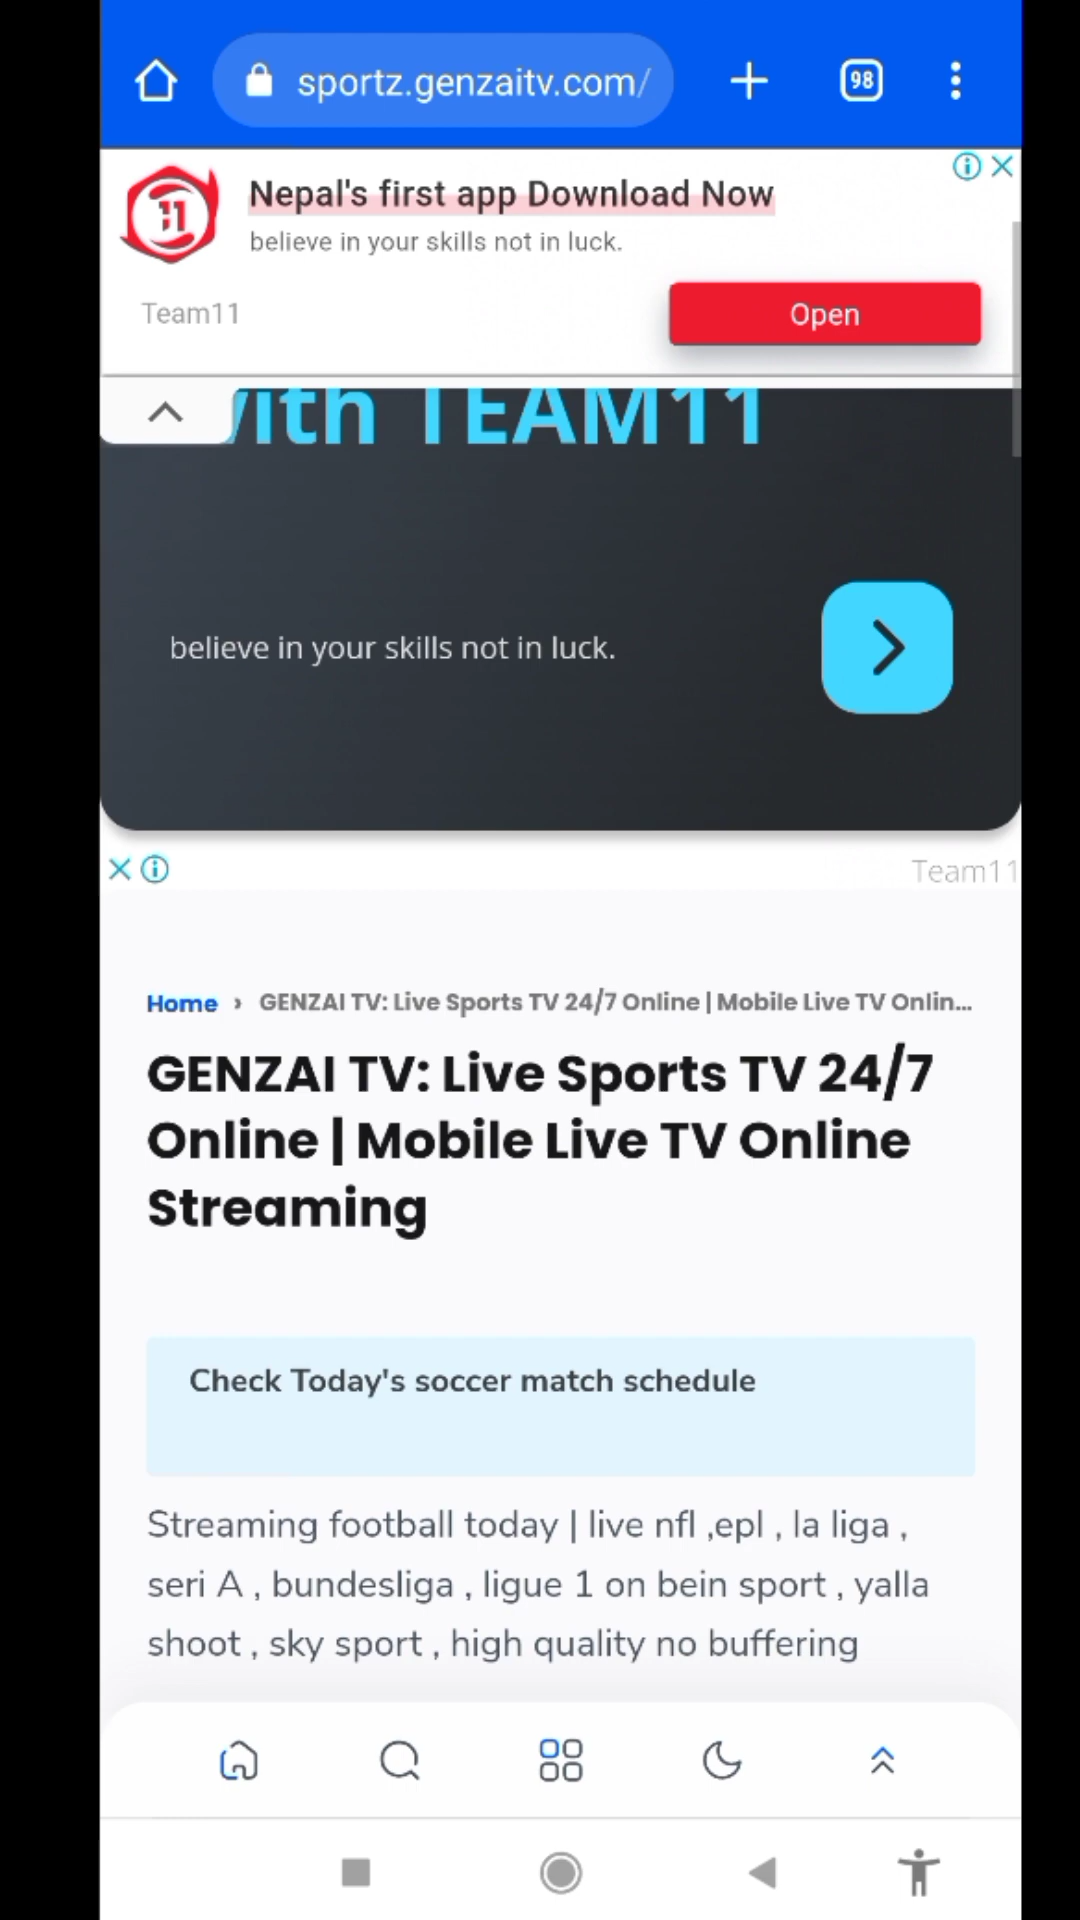 sportz.genzaitv.com/
98
Nepal's first app Download Now
believe in your skills not in luck.
Team11
Open
with TEAM11
believe in your skills not in luck.
Team11
Home › GENZAI TV: Live Sports TV 24/7 Online | Mobile Live TV Onlin...
GENZAI TV: Live Sports TV 24/7
Online | Mobile Live TV Online
Streaming
Check Today's soccer match schedule
Streaming football today | live nfl ,epl , la liga ,
seri A , bundesliga , ligue 1 on bein sport , yalla
shoot , sky sport , high quality no buffering